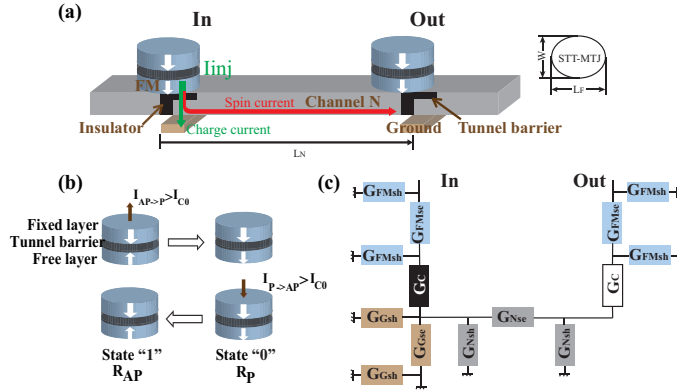 (a)
In
Out
Iinj
FM
Spin current
Channel N
Insulator
Charge current
Ground
Tunnel barrier
LN
W
STT-MTJ
LF
(b)
IAP->P>IC0
Fixed layer
Tunnel barrier
Free layer
IP->AP>IC0
State “1”
RAP
State “0”
RP
(c)
In
Out
GFMsh
GFMse
GFMsh
GC
GGsh
GGse
GGsh
GNsh
GNse
GNsh
GFMsh
GFMse
GFMsh
GC